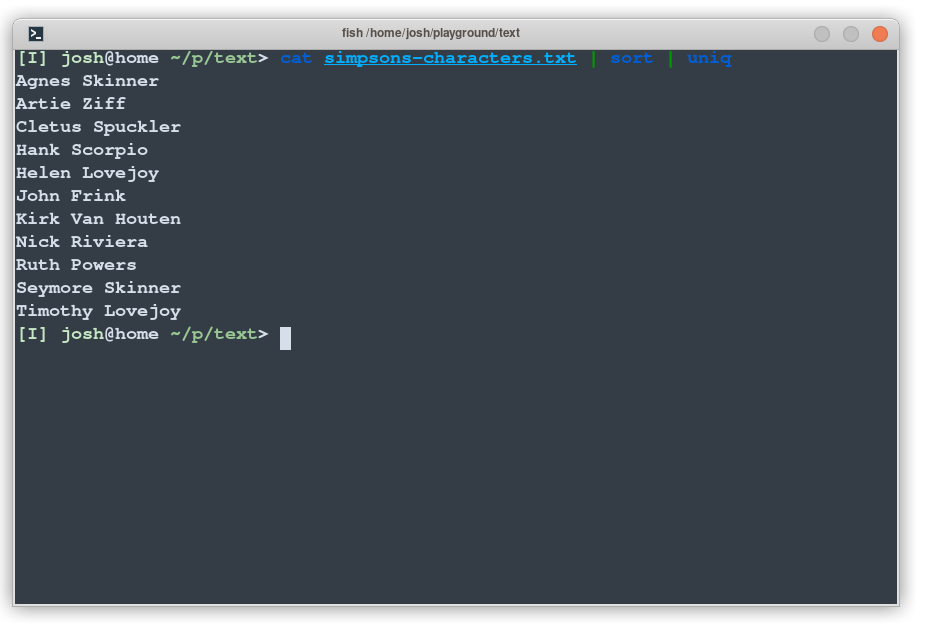 fish /home/josh/playground/text
[I] josh@home ~/p/text> cat simpsons-characters.txt | sort | uniq
Agnes Skinner
Artie Ziff
Cletus Spuckler
Hank Scorpio
Helen Lovejoy
John Frink
Kirk Van Houten
Nick Riviera
Ruth Powers
Seymore Skinner
Timothy Lovejoy
[I] josh@home ~/p/text>